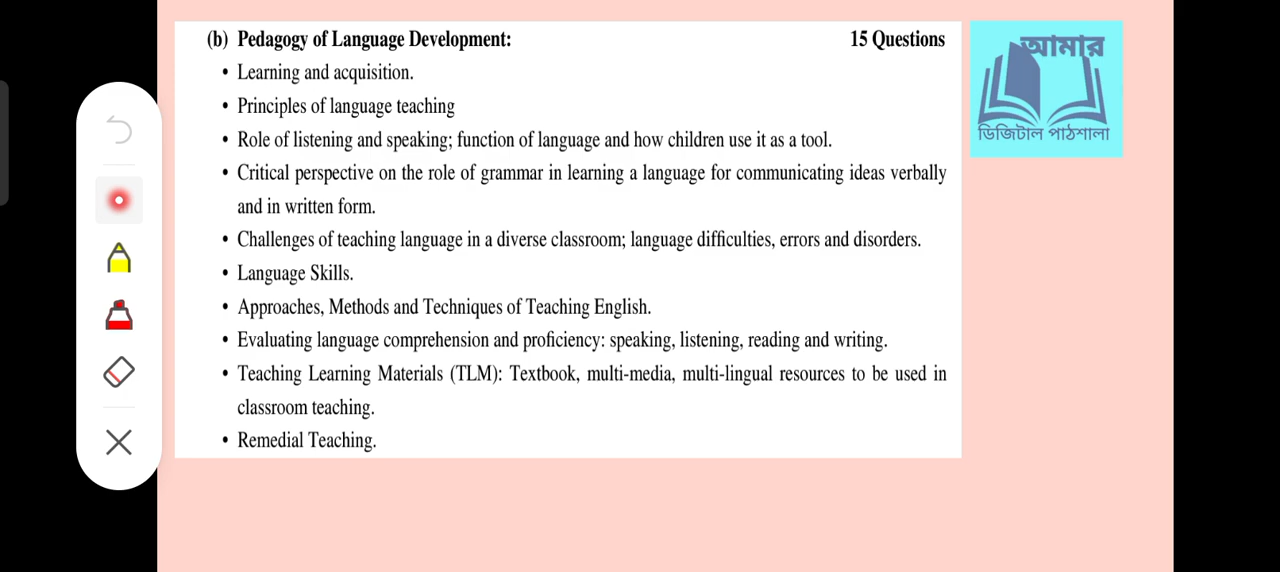 (b) Pedagogy of Language Development: 15 Questions
• Learning and acquisition.
• Principles of language teaching
• Role of listening and speaking; function of language and how children use it as a tool.
• Critical perspective on the role of grammar in learning a language for communicating ideas verbally
and in written form.
• Challenges of teaching language in a diverse classroom; language difficulties, errors and disorders.
• Language Skills.
• Approaches, Methods and Techniques of Teaching English.
• Evaluating language comprehension and proficiency: speaking, listening, reading and writing.
• Teaching Learning Materials (TLM): Textbook, multi-media, multi-lingual resources to be used in
classroom teaching.
• Remedial Teaching.
আমার
ডিজিটাল পাঠশালা